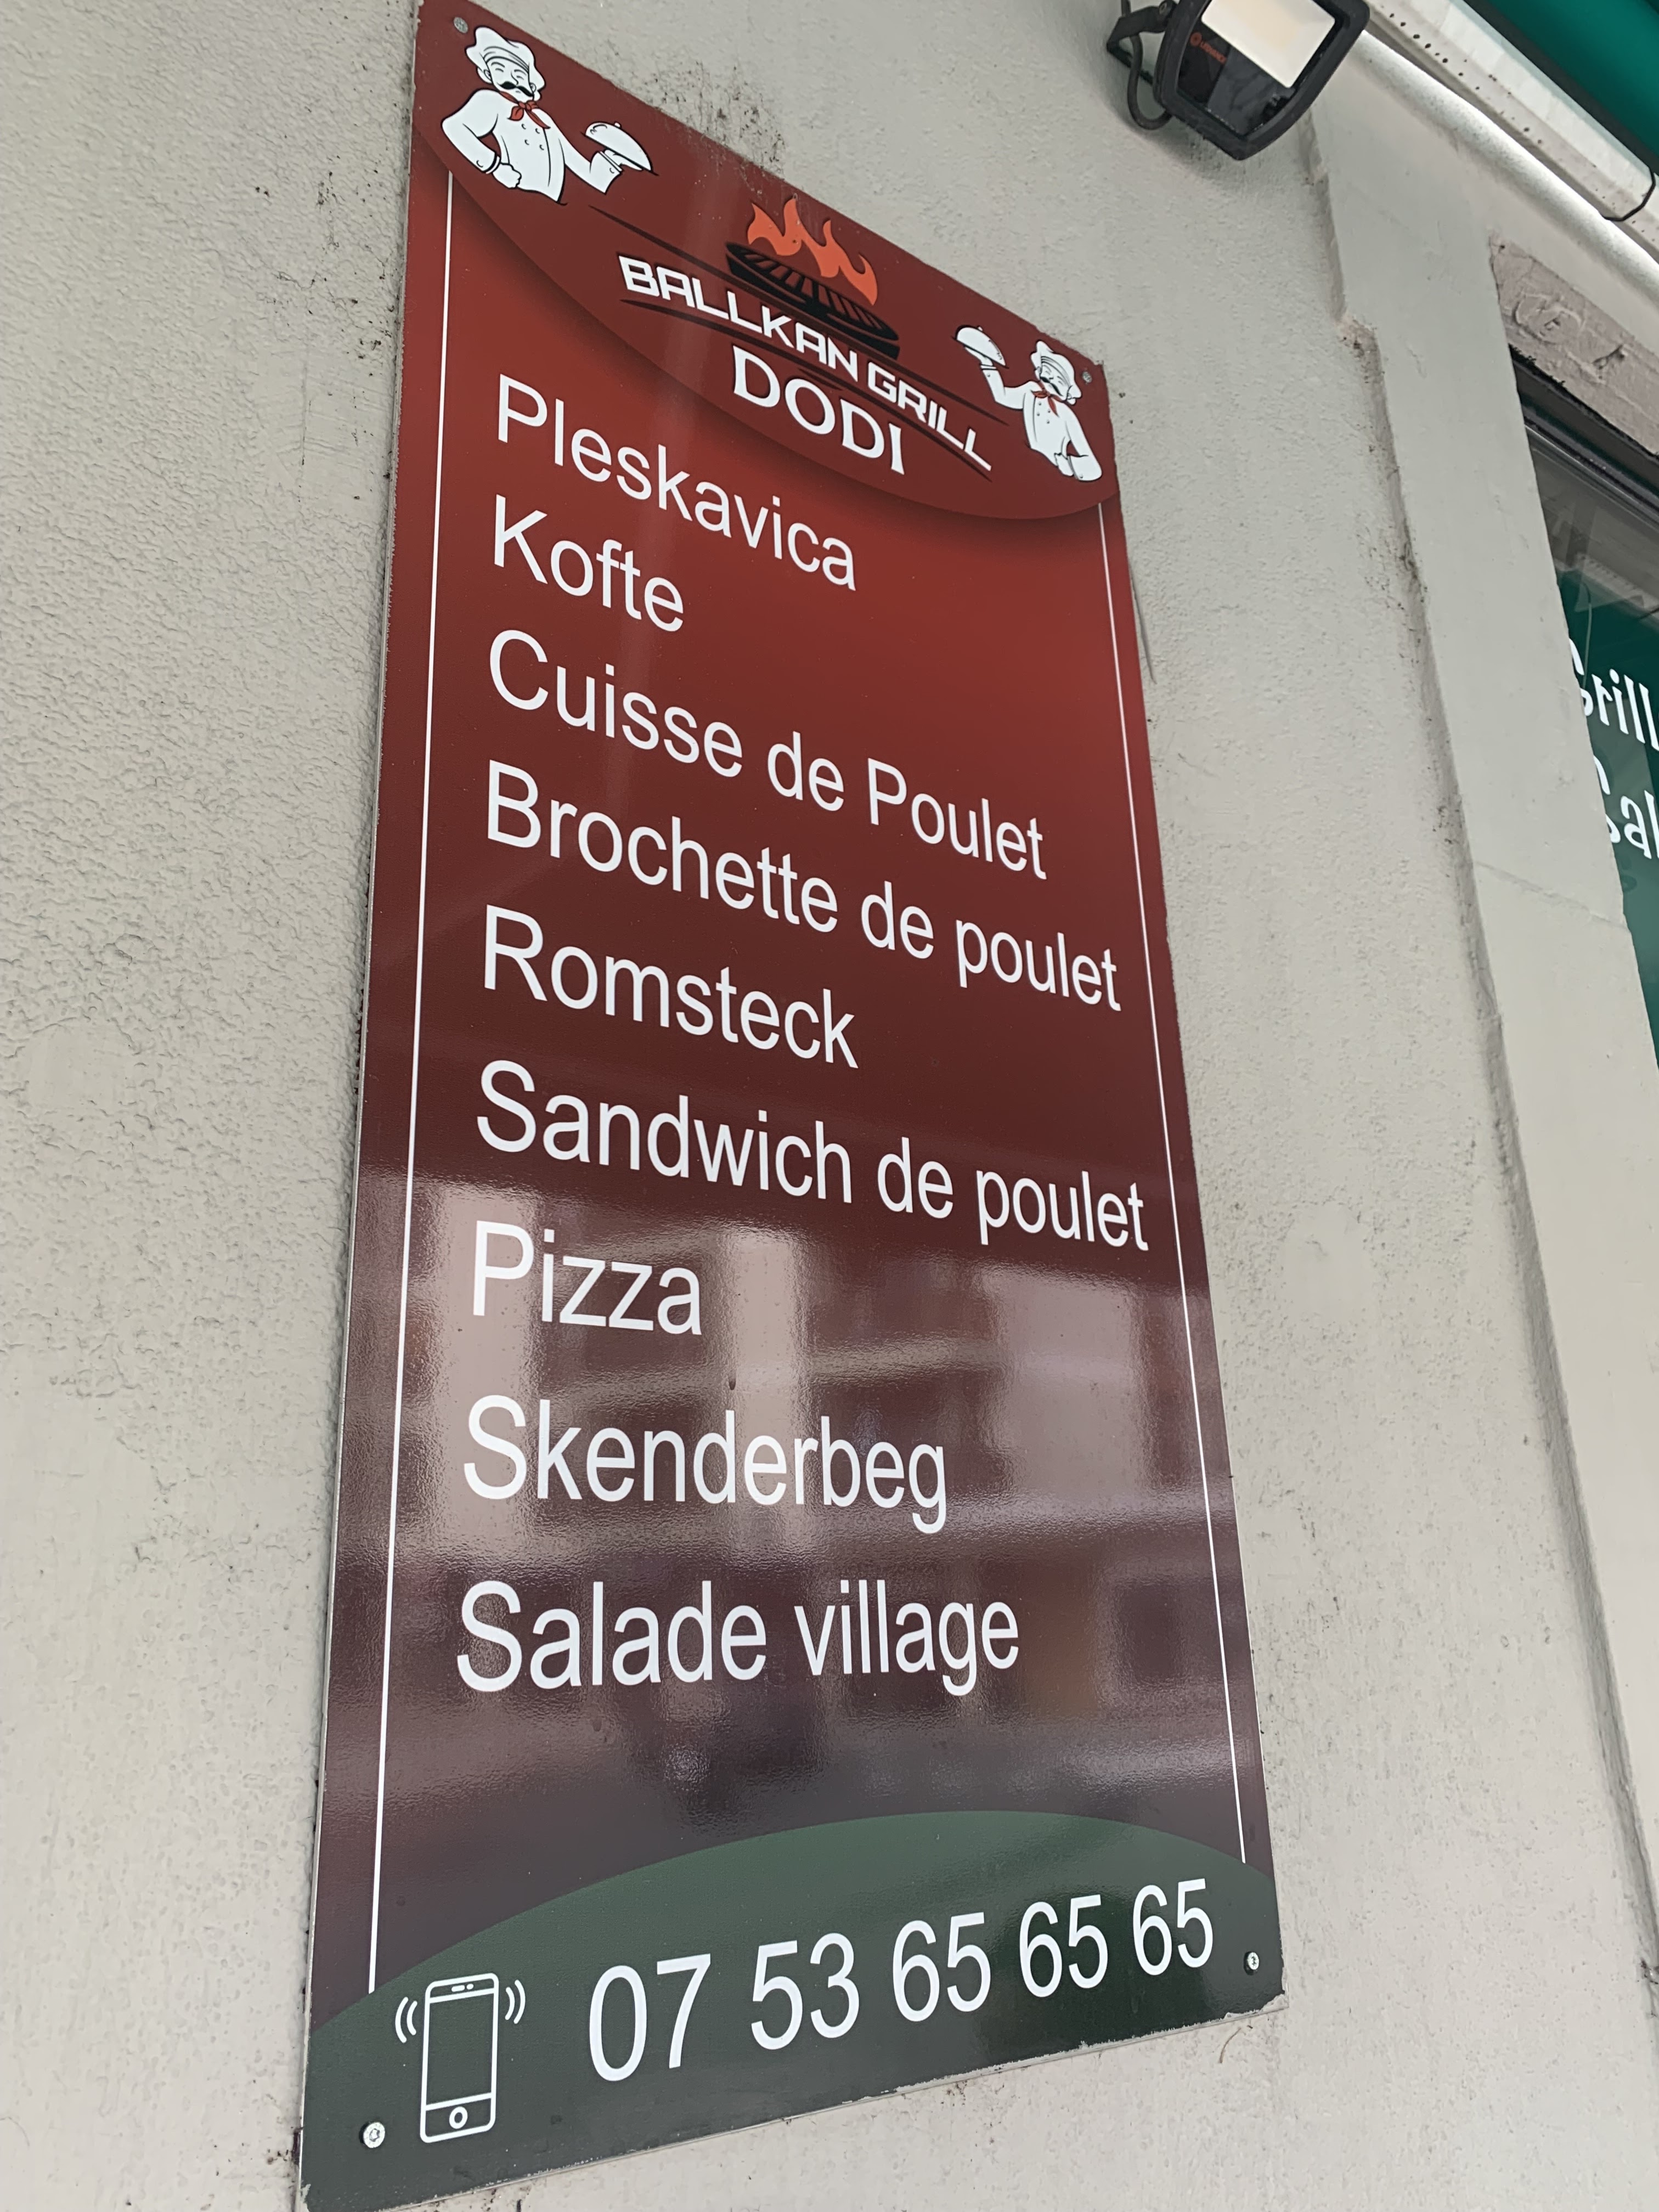 BALLKAN GRILL
DODI
Pleskavica
Kofte
Cuisse de Poulet
Brochette de poulet
Romsteck
Sandwich de poulet
Pizza
Skenderbeg
Salade village
07 53 65 65 65